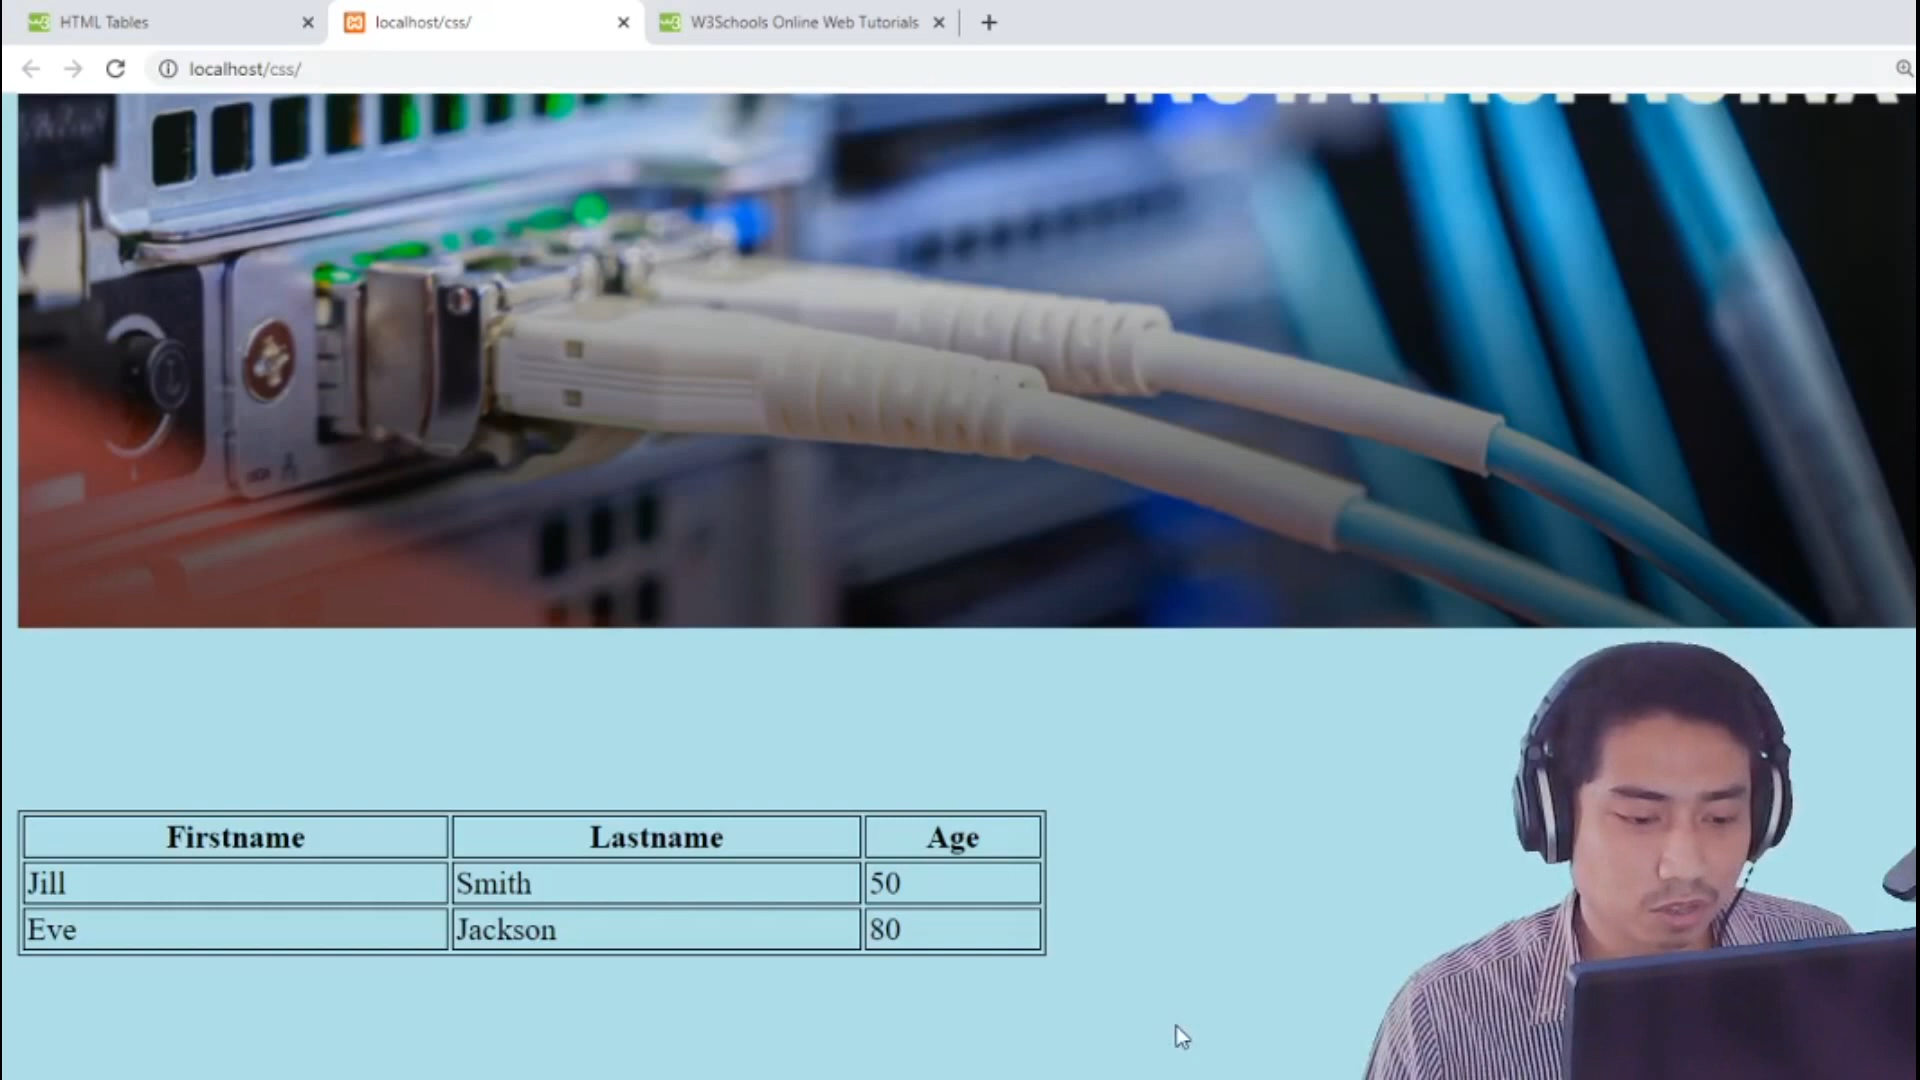 HTML Tables
localhost/css/
W3Schools Online Web Tutorials
localhost/css/
Firstname Lastname Age
Jill Smith 50
Eve Jackson 80